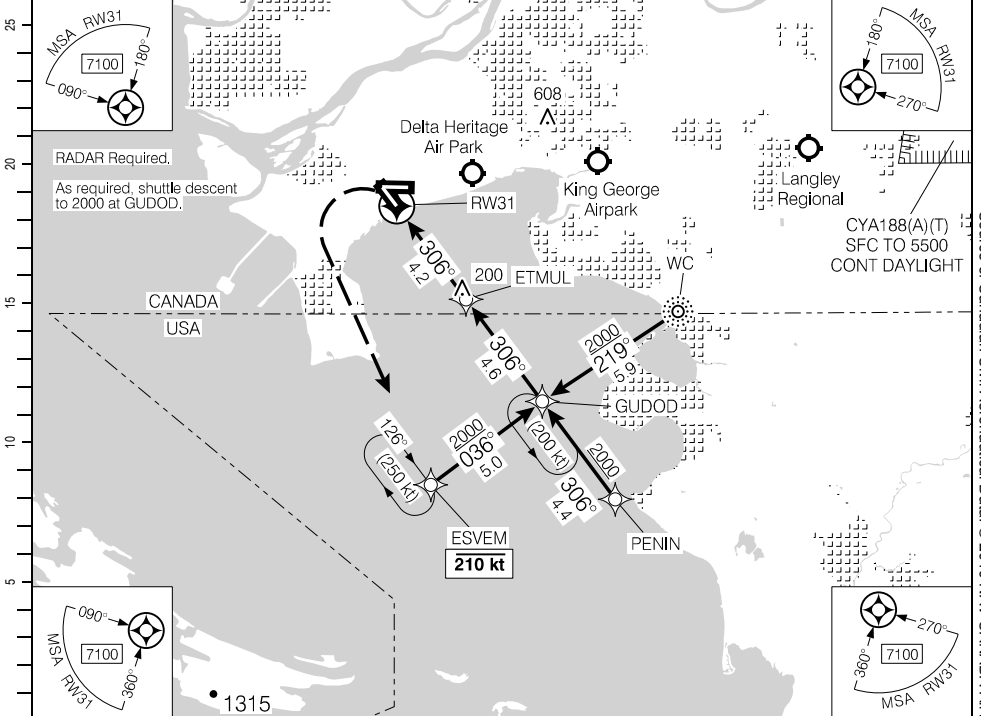 25
20
15
10
5
MSA RW31
7100
180°
090°
MSA RW31
7100
180°
270°
RADAR Required.
As required, shuttle descent
to 2000 at GUDOD.
608
Delta Heritage
Air Park
King George
Airpark
Langley
Regional
CYA188(A)(T)
SFC TO 5500
CONT DAYLIGHT
RW31
306°
4.2
200
ETMUL
WC
CANADA
USA
306°
4.6
2000
219°
5.9
GUDOD
126°
(250 kt)
2000
036°
5.0
(200 kt)
2000
306°
4.4
ESVEM
210 kt
PENIN
090°
MSA RW31
7100
360°
1315
270°
7100
360°
MSA RW31